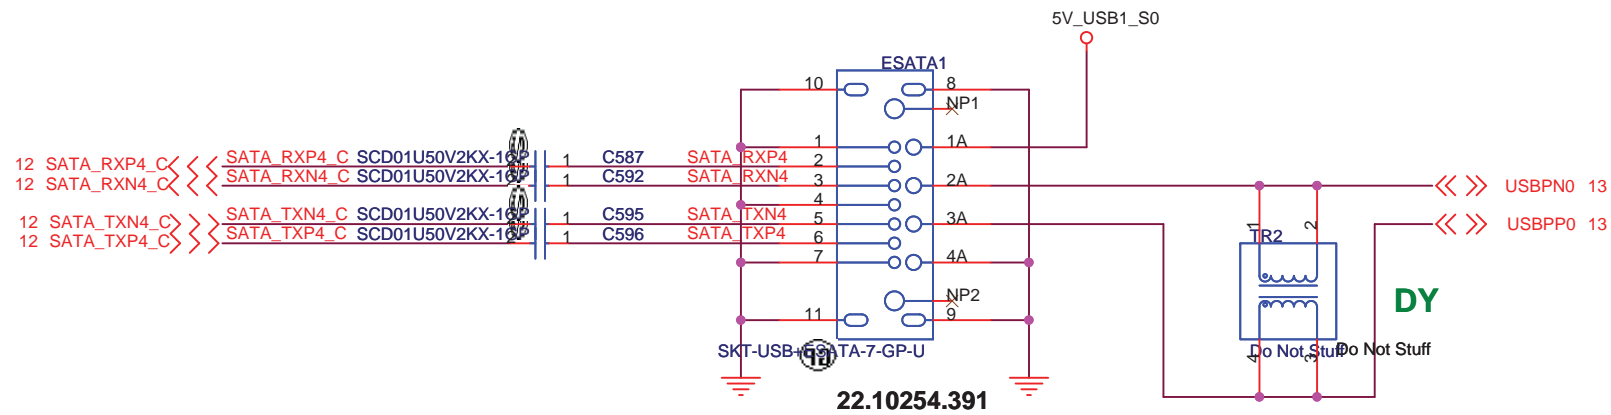 5V_USB1_S0
ESATA1
10 8
NP1
1 1A
12 SATA_RXP4_C SATA_RXP4_C SCD01U50V2KX-1GP 1 C587 SATA_RXP4 2
12 SATA_RXN4_C SATA_RXN4_C SCD01U50V2KX-1GP 1 C592 SATA_RXN4 3 2A USBPN0 13
4
12 SATA_TXN4_C SATA_TXN4_C SCD01U50V2KX-1GP 1 C595 SATA_TXN4 5 3A USBPP0 13
12 SATA_TXP4_C SATA_TXP4_C SCD01U50V2KX-1GP 1 C596 SATA_TXP4 6
1 2
TR2
7 4A
NP2
DY
11 9
SKT-USB+ESATA-7-GP-U
Do Not Stuff Do Not Stuff
4 3
22.10254.391